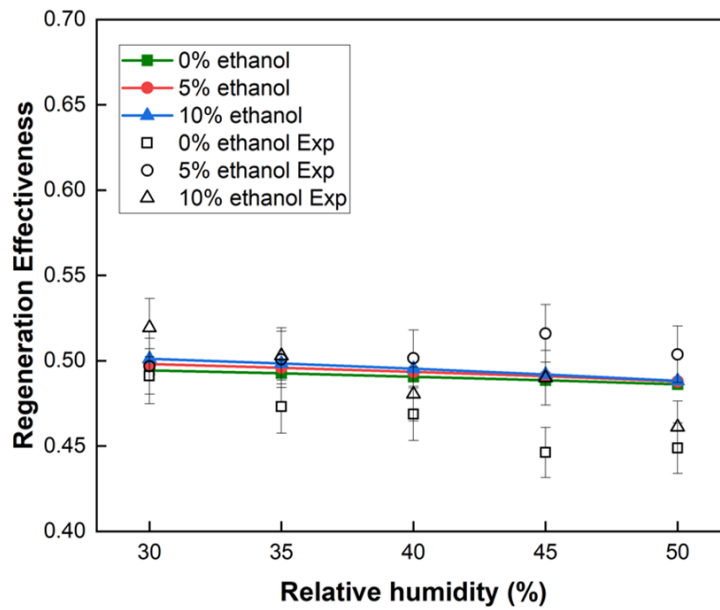 0.70
0.65
0.60
0.55
0.50
0.45
0.40
Regeneration Effectiveness
0% ethanol
5% ethanol
10% ethanol
0% ethanol Exp
5% ethanol Exp
10% ethanol Exp
30 35 40 45 50
Relative humidity (%)